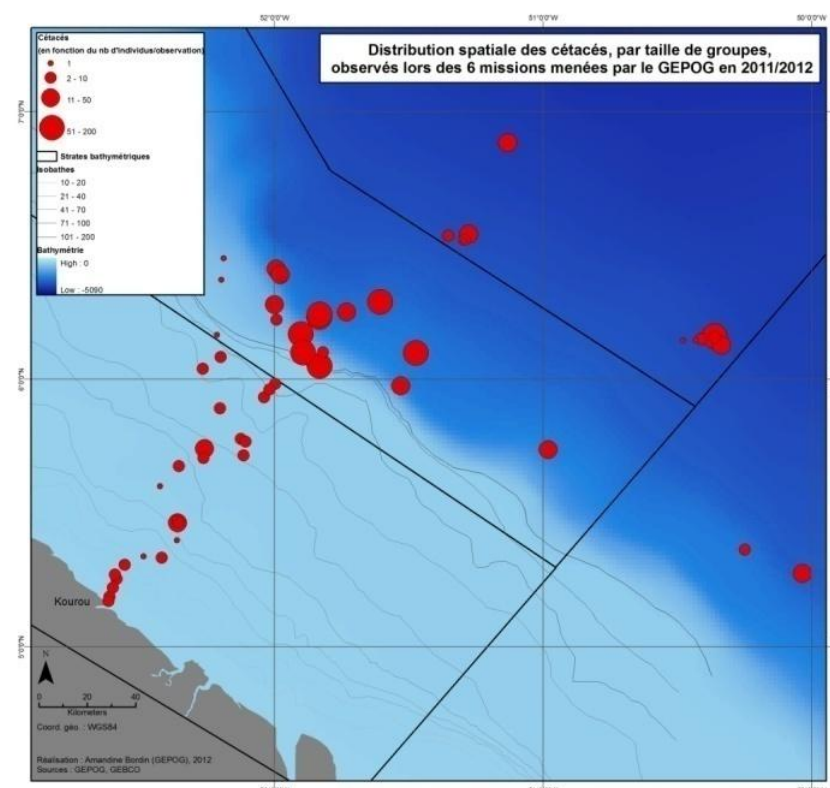 52°0'0"W 51°0'0"W 50°0'0"W
Distribution spatiale des cétacés, par taille de groupes,
observés lors des 6 missions menées par le GEPOG en 2011/2012
Cétacés
(en fonction du nb d'individus/observation)
1
2 - 10
11 - 50
51 - 200
Strates bathymétriques
Isobathes
10 - 20
21 - 40
41 - 70
71 - 100
101 - 200
Bathymétrie
High : 0
Low : -5090
7°0'0"N
6°0'0"N
5°0'0"N
Kourou
N
0 20 40
Kilometers
Coord. géo. : WGS84
Réalisation : Amandine Bordin (GEPOG), 2012
Sources : GEPOG, GEBCO